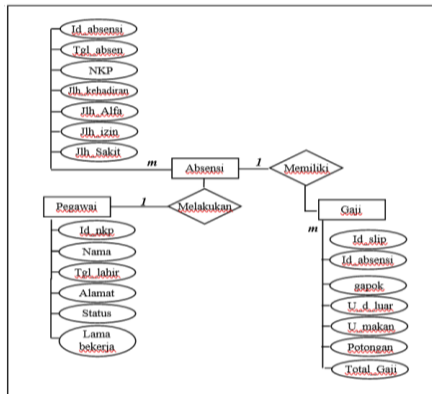 Id_absensi
Tgl_absen
NKP
Jlh_kehadiran
Jlh_Alfa
Jlh_izin
Jlh_Sakit
m
Absensi
1
Memiliki
Pegawai
1
Melakukan
Gaji
m
Id_nkp
Nama
Tgl_lahir
Alamat
Status
Lama
bekerja
Id_slip
Id_absensi
gapok
U_d_luar
U_makan
Potongan
Total_Gaji